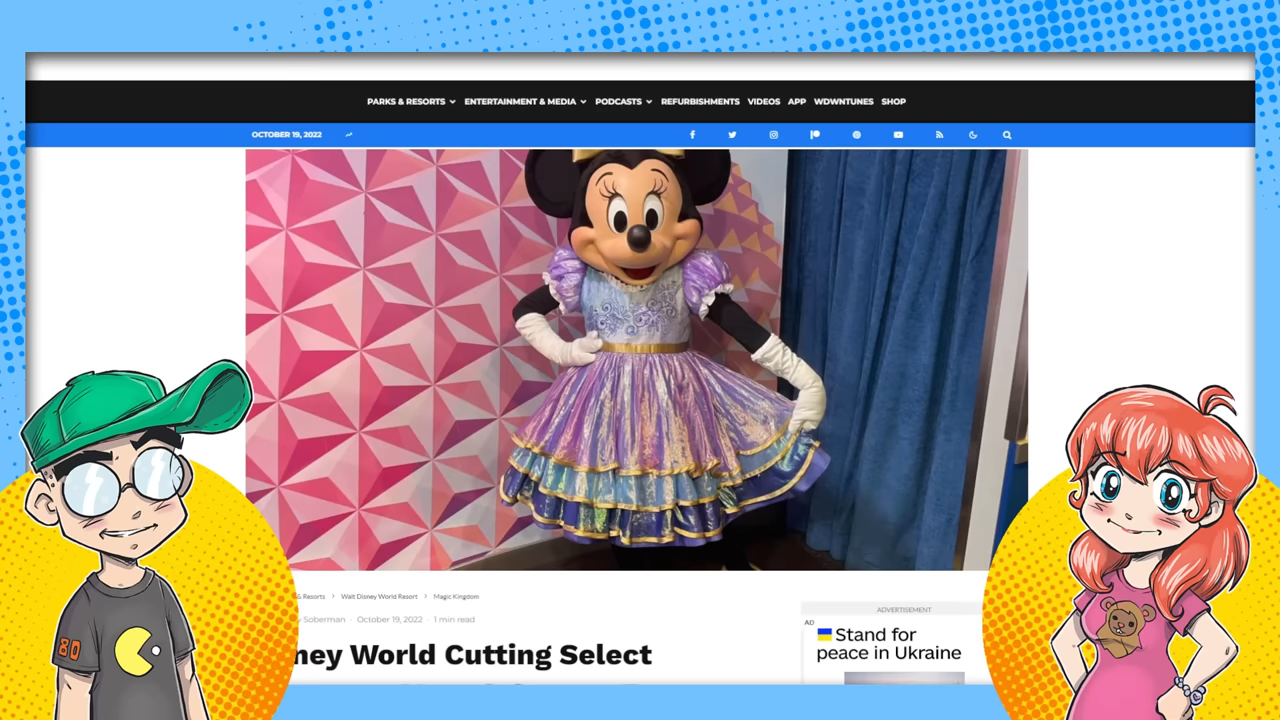 PARKS & RESORTS ENTERTAINMENT & MEDIA PODCASTS REFURBISHMENTS VIDEOS APP WDWNTUNES SHOP
OCTOBER 19, 2022
Resorts > Walt Disney World Resort > Magic Kingdom
Soberman · October 19, 2022 · 1 min read
ney World Cutting Select
ADVERTISEMENT
AD
Stand for
peace in Ukraine
80